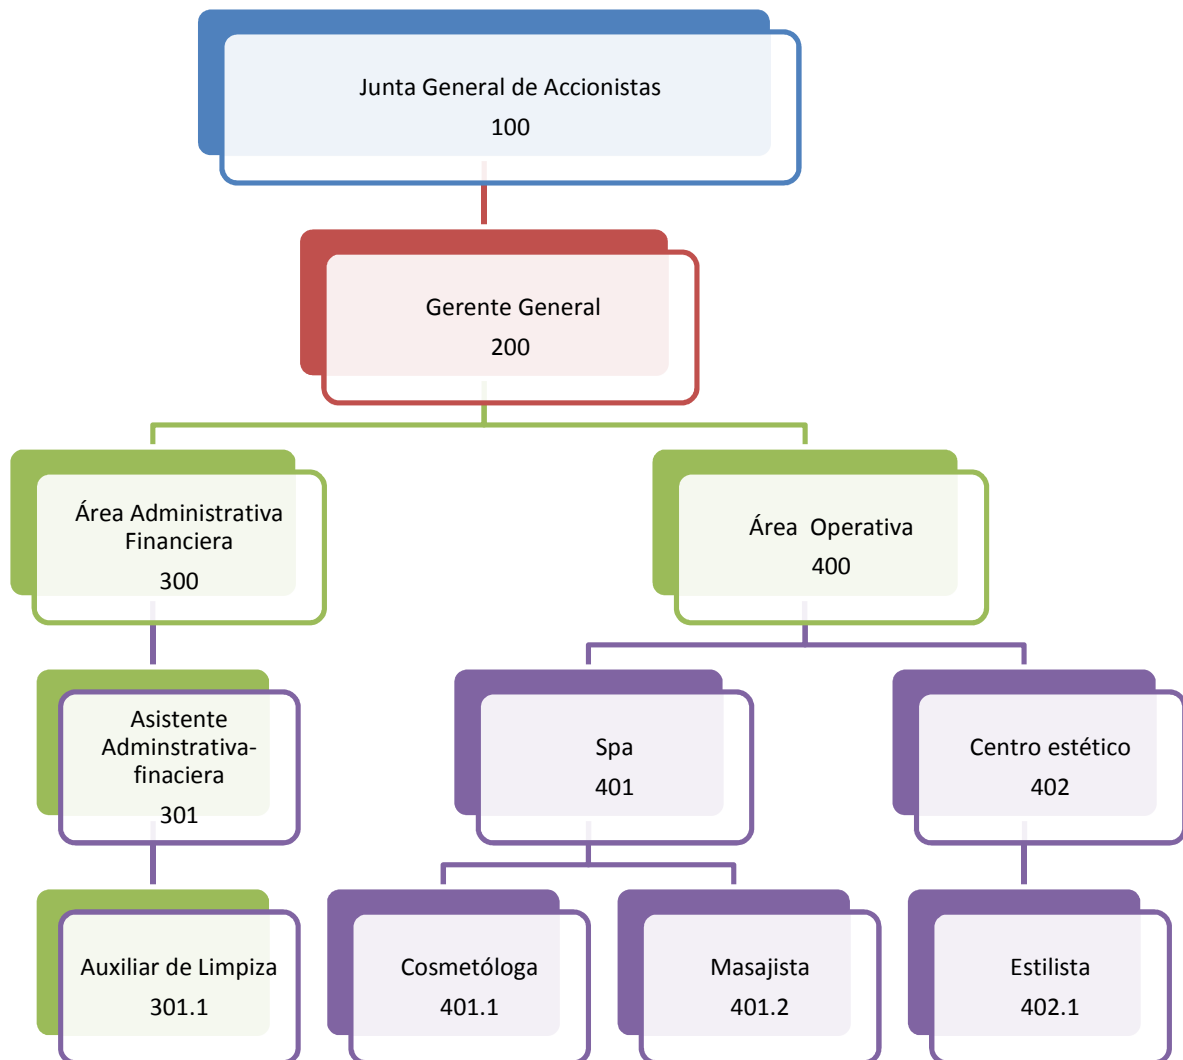 Junta General de Accionistas
100
Gerente General
200
Área Administrativa
Financiera
300
Área  Operativa
400
Asistente
Adminstrativa-
finaciera
301
Spa
401
Centro estético
402
Auxiliar de Limpiza
301.1
Cosmetóloga
401.1
Masajista
401.2
Estilista
402.1